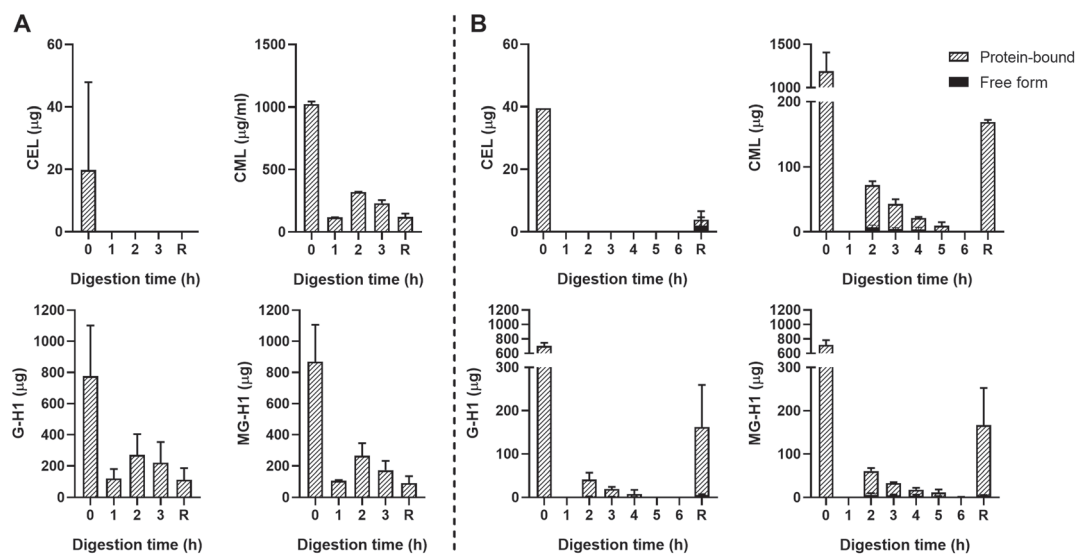 A
CEL (μg)
60
40
20
0
0 1 2 3 R
Digestion time (h)
CML (μg/ml)
1500
1000
500
0
0 1 2 3 R
Digestion time (h)
G-H1 (μg)
1200
1000
800
600
400
200
0
0 1 2 3 R
Digestion time (h)
MG-H1 (μg)
1200
1000
800
600
400
200
0
0 1 2 3 R
Digestion time (h)
B
CEL (μg)
60
40
20
0
0 1 2 3 4 5 6 R
Digestion time (h)
CML (μg)
1500
1000
200
100
0
0 1 2 3 4 5 6 R
Digestion time (h)
Protein-bound
Free form
G-H1 (μg)
1200
1000
800
600
300
200
100
0
0 1 2 3 4 5 6 R
Digestion time (h)
MG-H1 (μg)
1200
1000
800
600
300
200
100
0
0 1 2 3 4 5 6 R
Digestion time (h)